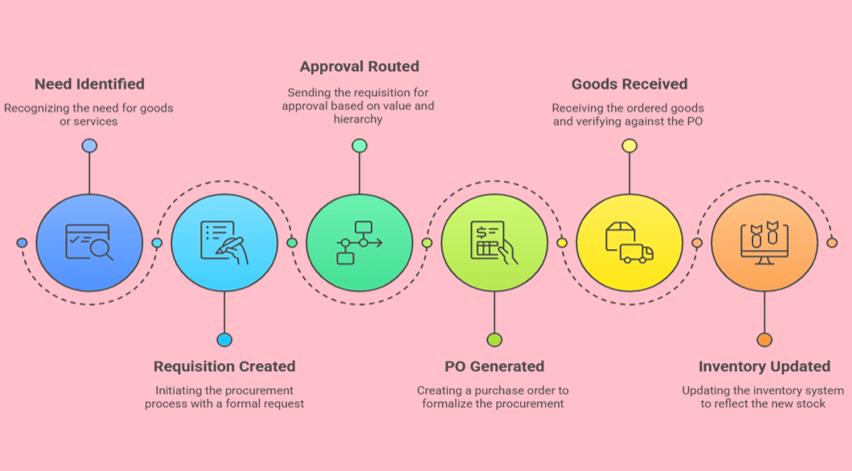 Need Identified
Recognizing the need for goods
or services
Requisition Created
Initiating the procurement
process with a formal request
Approval Routed
Sending the requisition for
approval based on value and
hierarchy
PO Generated
Creating a purchase order to
formalize the procurement
Goods Received
Receiving the ordered goods
and verifying against the PO
Inventory Updated
Updating the inventory system
to reflect the new stock